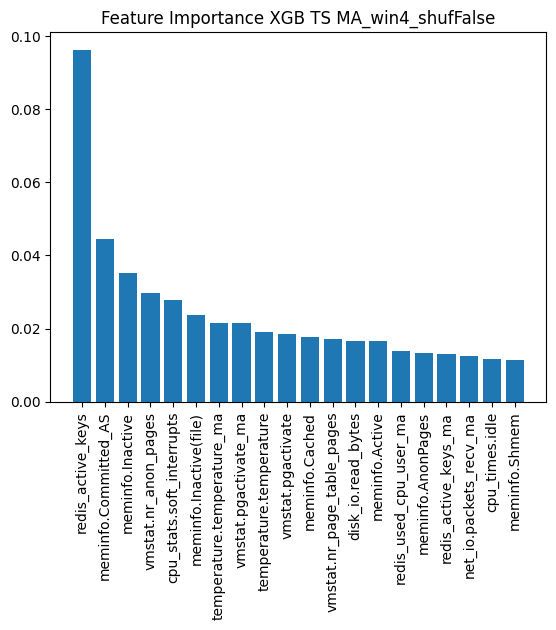 Feature Importance XGB TS MA_win4_shufFalse
0.10
0.08
0.06
0.04
0.02
0.00
redis_active_keys
meminfo.Committed_AS
meminfo.Inactive
vmstat.nr_anon_pages
cpu_stats.soft_interrupts
meminfo.Inactive(file)
temperature.temperature_ma
vmstat.pgactivate_ma
temperature.temperature
vmstat.pgactivate
meminfo.Cached
vmstat.nr_page_table_pages
disk_io.read_bytes
meminfo.Active
redis_used_cpu_user_ma
meminfo.AnonPages
redis_active_keys_ma
net_io.packets_recv_ma
cpu_times.idle
meminfo.Shmem